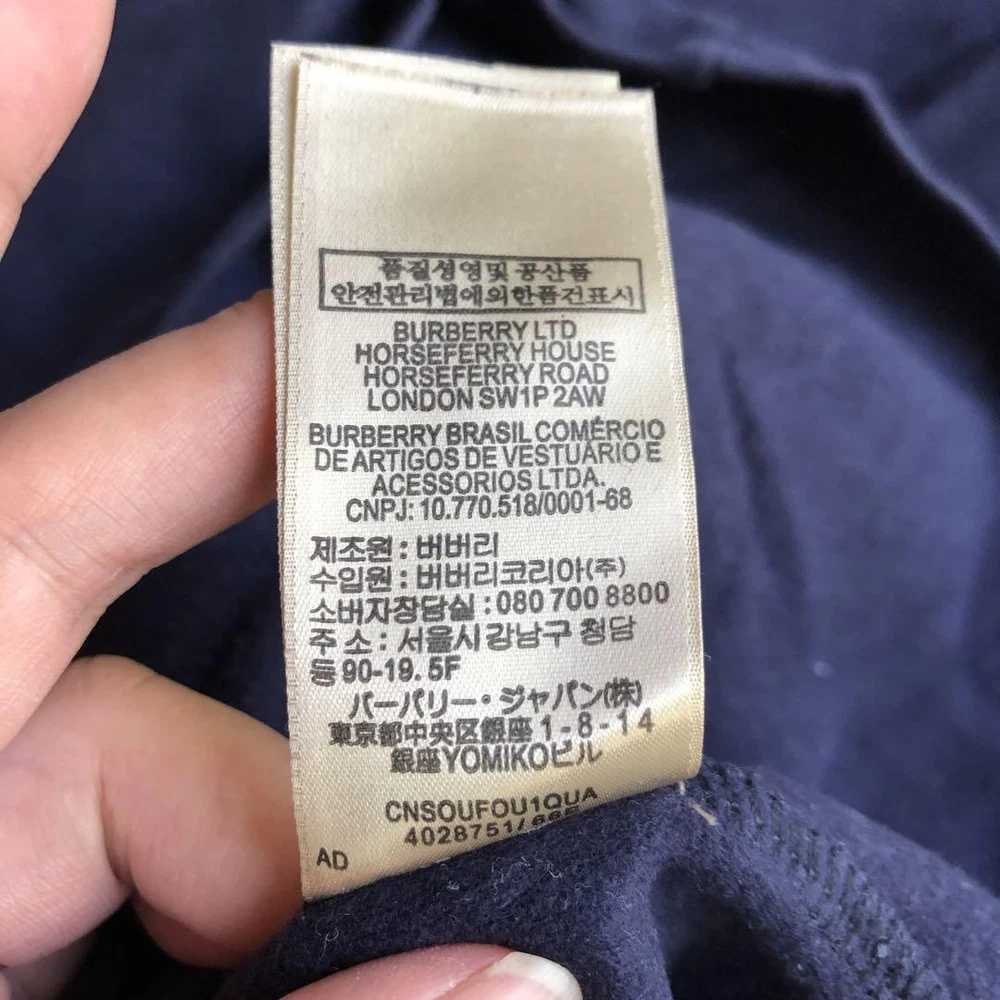 품질성영및 공산품
안전관리법에의한품건표시
BURBERRY LTD
HORSEFERRY HOUSE
HORSEFERRY ROAD
LONDON SW1P 2AW
BURBERRY BRASIL COMÉRCIO
DE ARTIGOS DE VESTUÁRIO E
ACESSORIOS LTDA.
CNPJ: 10.770.518/0001-68
제조원 : 버버리
수입원 : 버버리코리아(주)
소버자장담실 : 080 700 8800
주 소 : 서울시강남구 청담
등 90-19. 5F
バーバリー・ジャパン(株)
東京都中央区銀座 1-8-14
銀座YOMIKOビル
CNSOUFOU1QUA
4028751/
AD